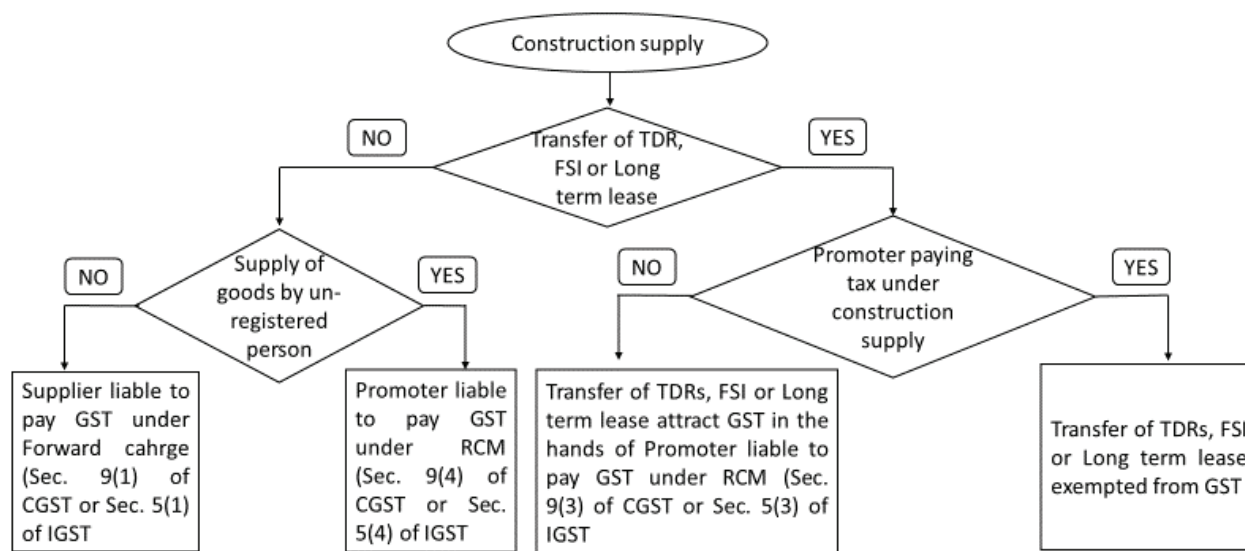 Construction supply
NO
Transfer of TDR,
FSI or Long
term lease
YES
NO
Supply of
goods by un-
registered
person
YES
NO
Promoter paying
tax under
construction
supply
YES
Supplier liable to
pay GST under
Forward cahrge
(Sec. 9(1) of
CGST or Sec. 5(1)
of IGST
Promoter liable
to pay GST
under RCM
(Sec. 9(4) of
CGST or Sec.
5(4) of IGST
Transfer of TDRs, FSI or Long
term lease attract GST in the
hands of Promoter liable to
pay GST under RCM (Sec.
9(3) of CGST or Sec. 5(3) of
IGST
Transfer of TDRs, FSI
or Long term lease
exempted from GST